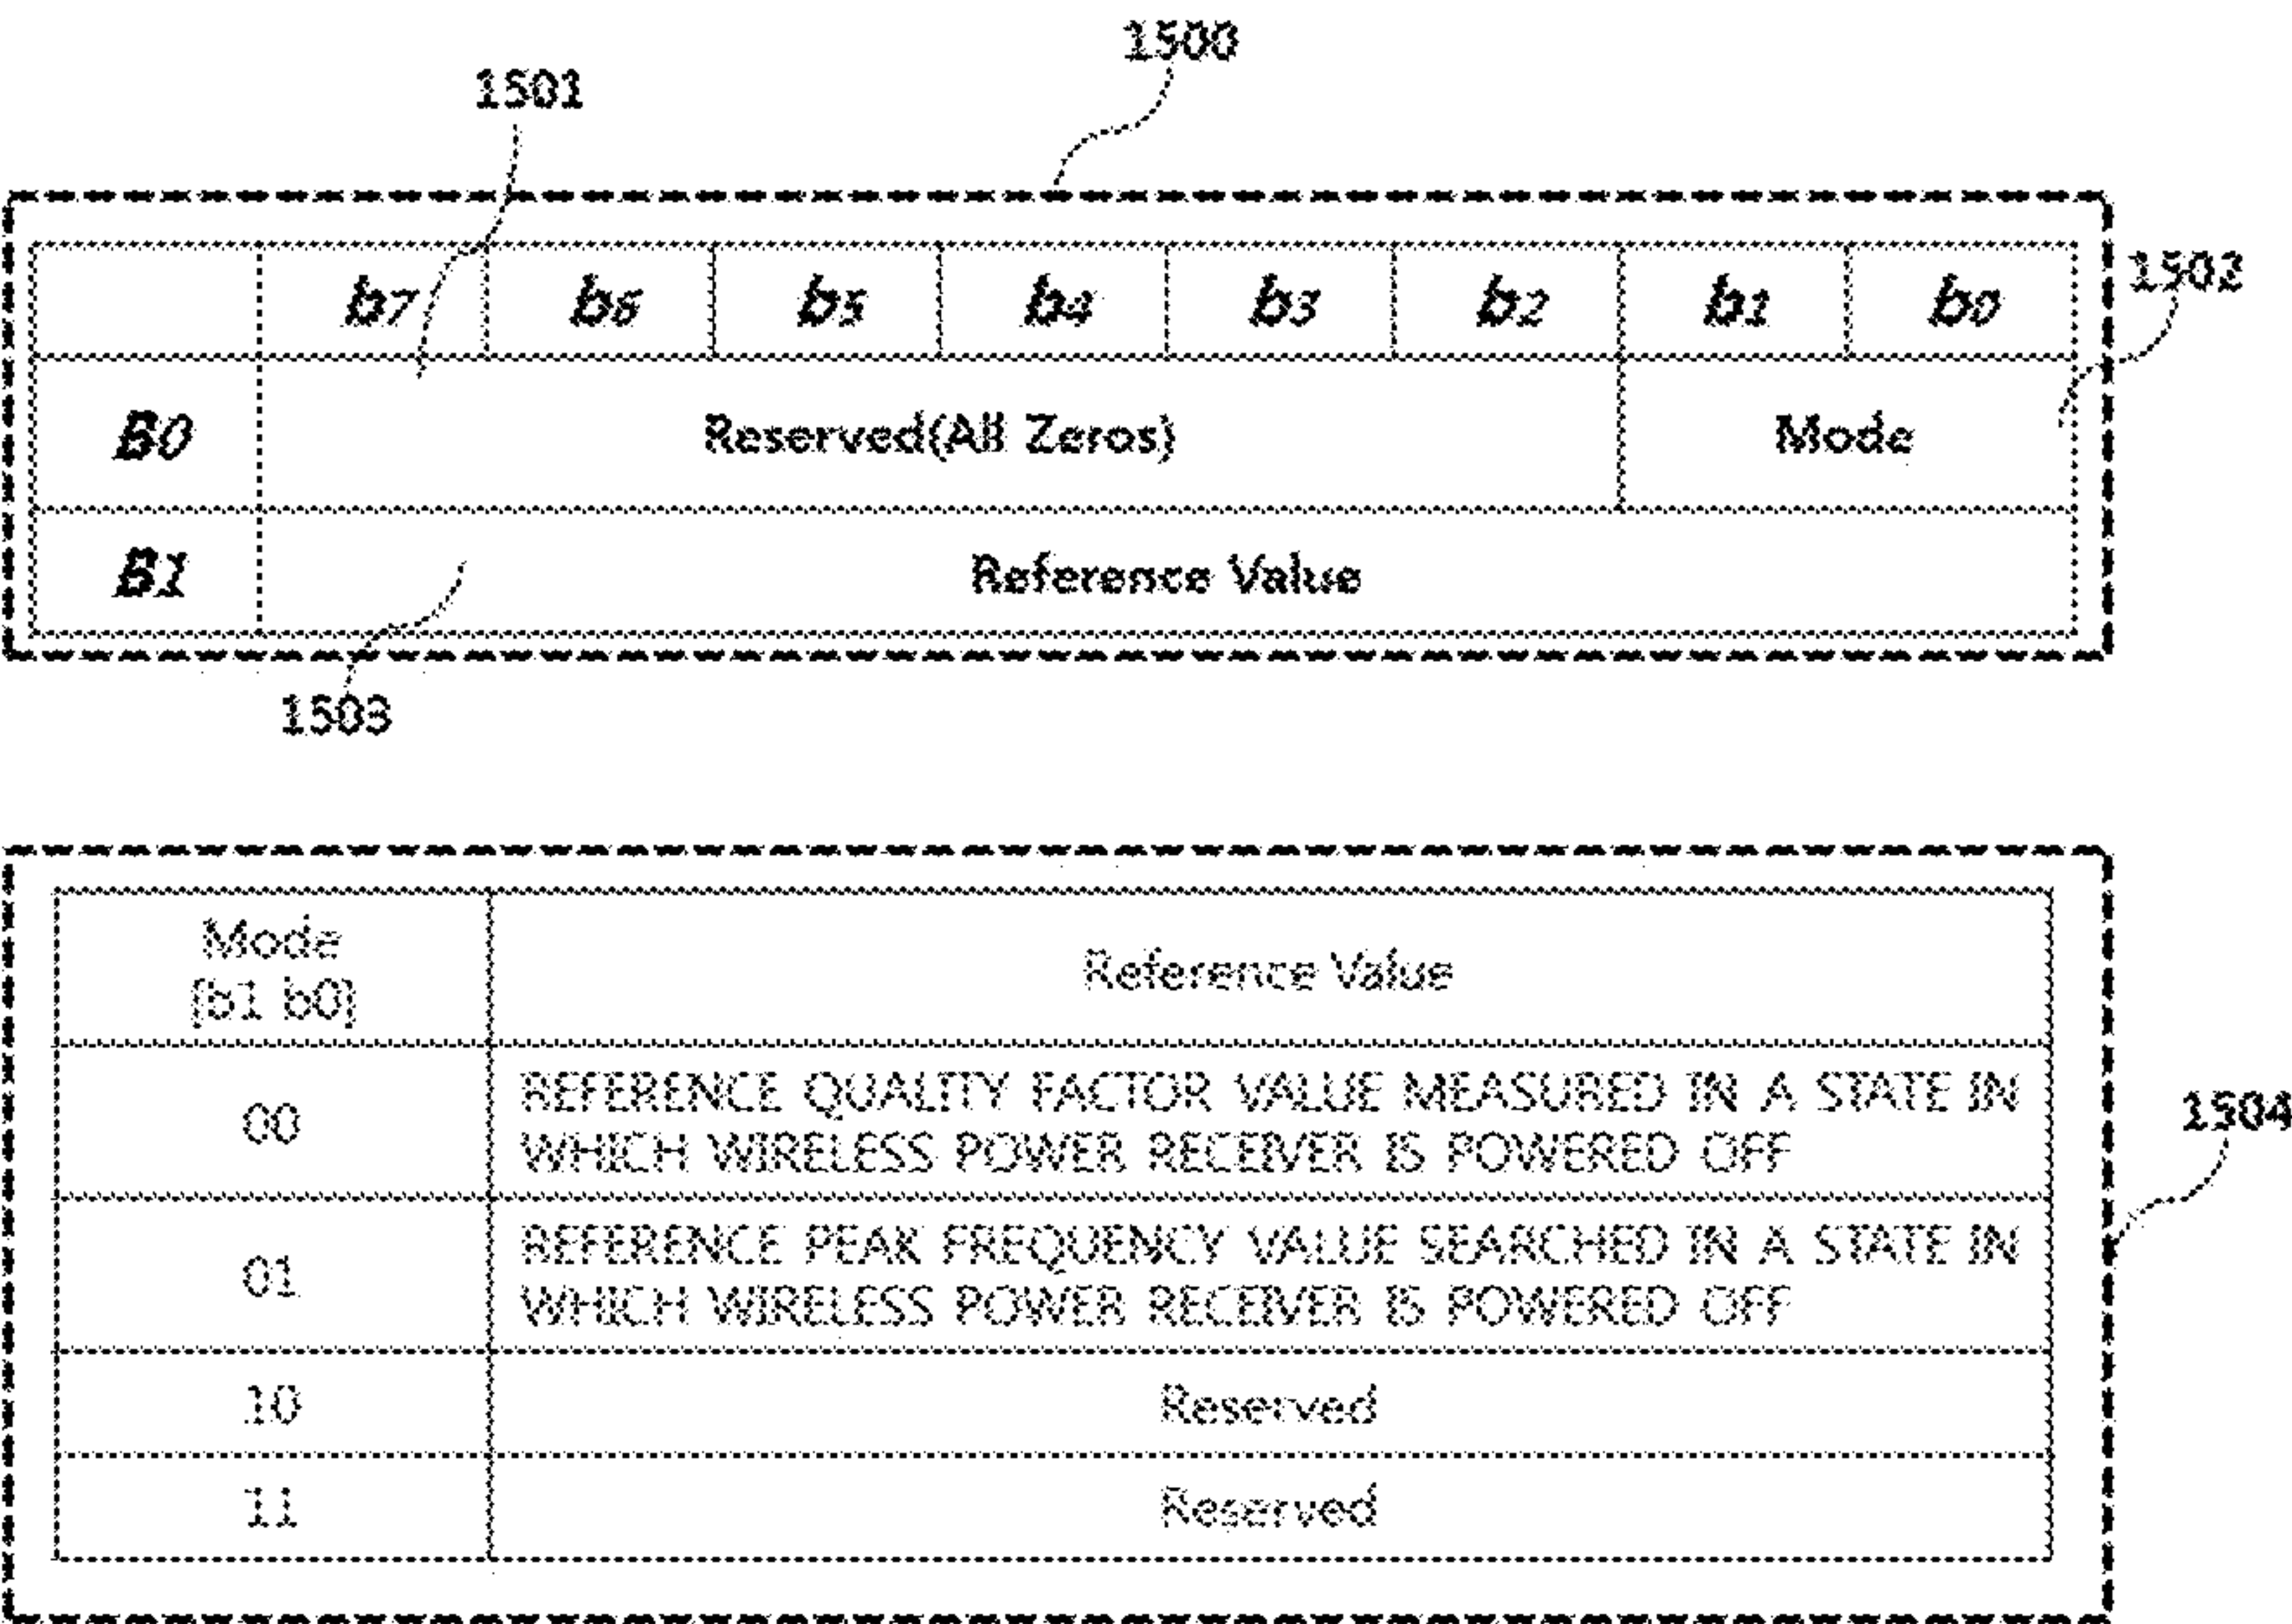 1500
1501
b7 b6 b5 b4 b3 b2 b1 b0
1502
B0 Reserved(All Zeros) Mode
B1 Reference Value
1503
Mode
[b1 b0]
Reference Value
00
REFERENCE QUALITY FACTOR VALUE MEASURED IN A STATE IN
WHICH WIRELESS POWER RECEIVER IS POWERED OFF
1504
01
REFERENCE PEAK FREQUENCY VALUE SEARCHED IN A STATE IN
WHICH WIRELESS POWER RECEIVER IS POWERED OFF
10 Reserved
11 Reserved